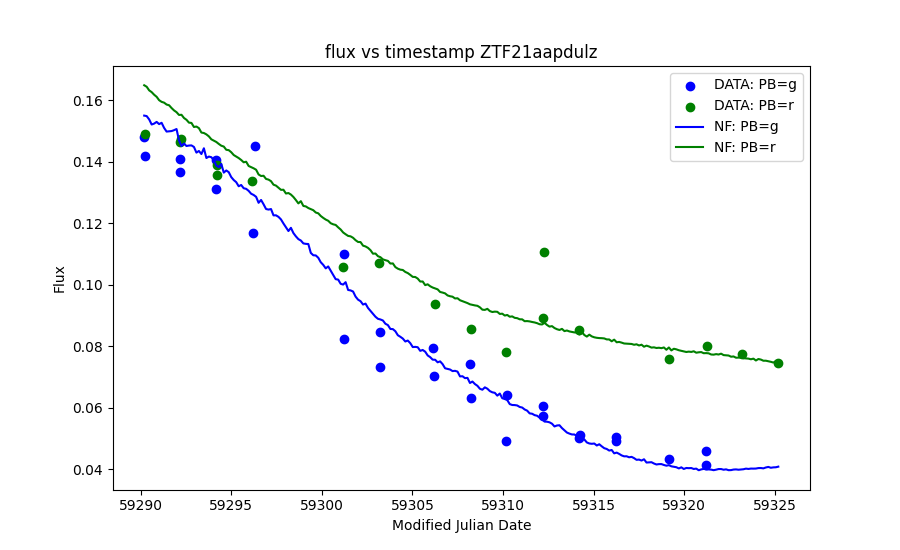 flux vs timestamp ZTF21aapdulz
DATA: PB=g
DATA: PB=r
NF: PB=g
NF: PB=r
0.16
0.14
0.12
0.10
0.08
0.06
0.04
Flux
59290 59295 59300 59305 59310 59315 59320 59325
Modified Julian Date